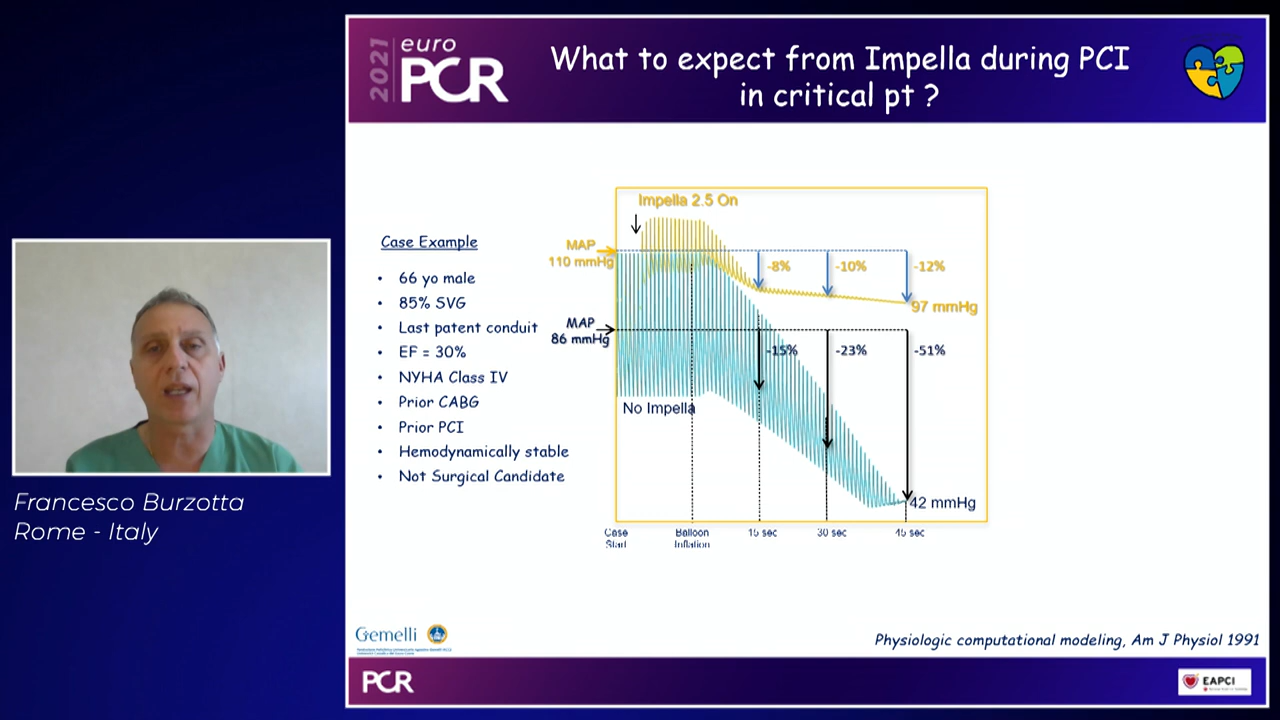 2021
euro
PCR
What to expect from Impella during PCI
in critical pt ?
Case Example
• 66 yo male
• 85% SVG
• Last patent conduit
• EF = 30%
• NYHA Class IV
• Prior CABG
• Prior PCI
• Hemodynamically stable
• Not Surgical Candidate
Impella 2.5 On
MAP
110 mmHg
-8%
-10%
-12%
97 mmHg
MAP
86 mmHg
-15%
-23%
-51%
No Impella
42 mmHg
Case
Start
Balloon
Inflation
15 sec
30 sec
45 sec
Francesco Burzotta
Rome - Italy
Gemelli
Physiologic computational modeling, Am J Physiol 1991
PCR
EAPCI